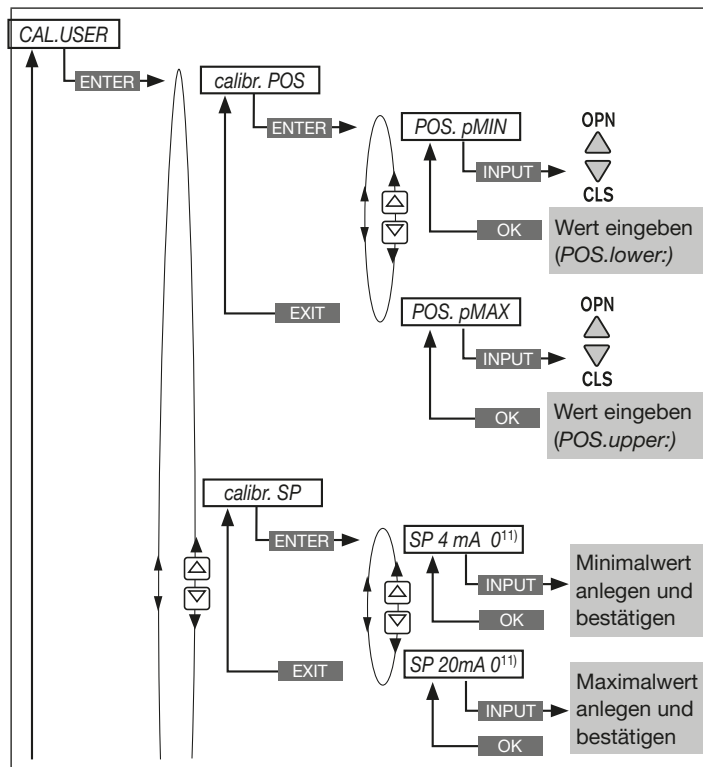 CAL.USER
ENTER
calibr. POS
ENTER
POS. pMIN
INPUT
OPN
CLS
OK
Wert eingeben
(POS.lower:)
EXIT
POS. pMAX
INPUT
OPN
CLS
OK
Wert eingeben
(POS.upper:)
calibr. SP
ENTER
SP 4 mA 0¹¹⁾
INPUT
OK
Minimalwert
anlegen und
bestätigen
EXIT
SP 20mA 0¹¹⁾
INPUT
OK
Maximalwert
anlegen und
bestätigen